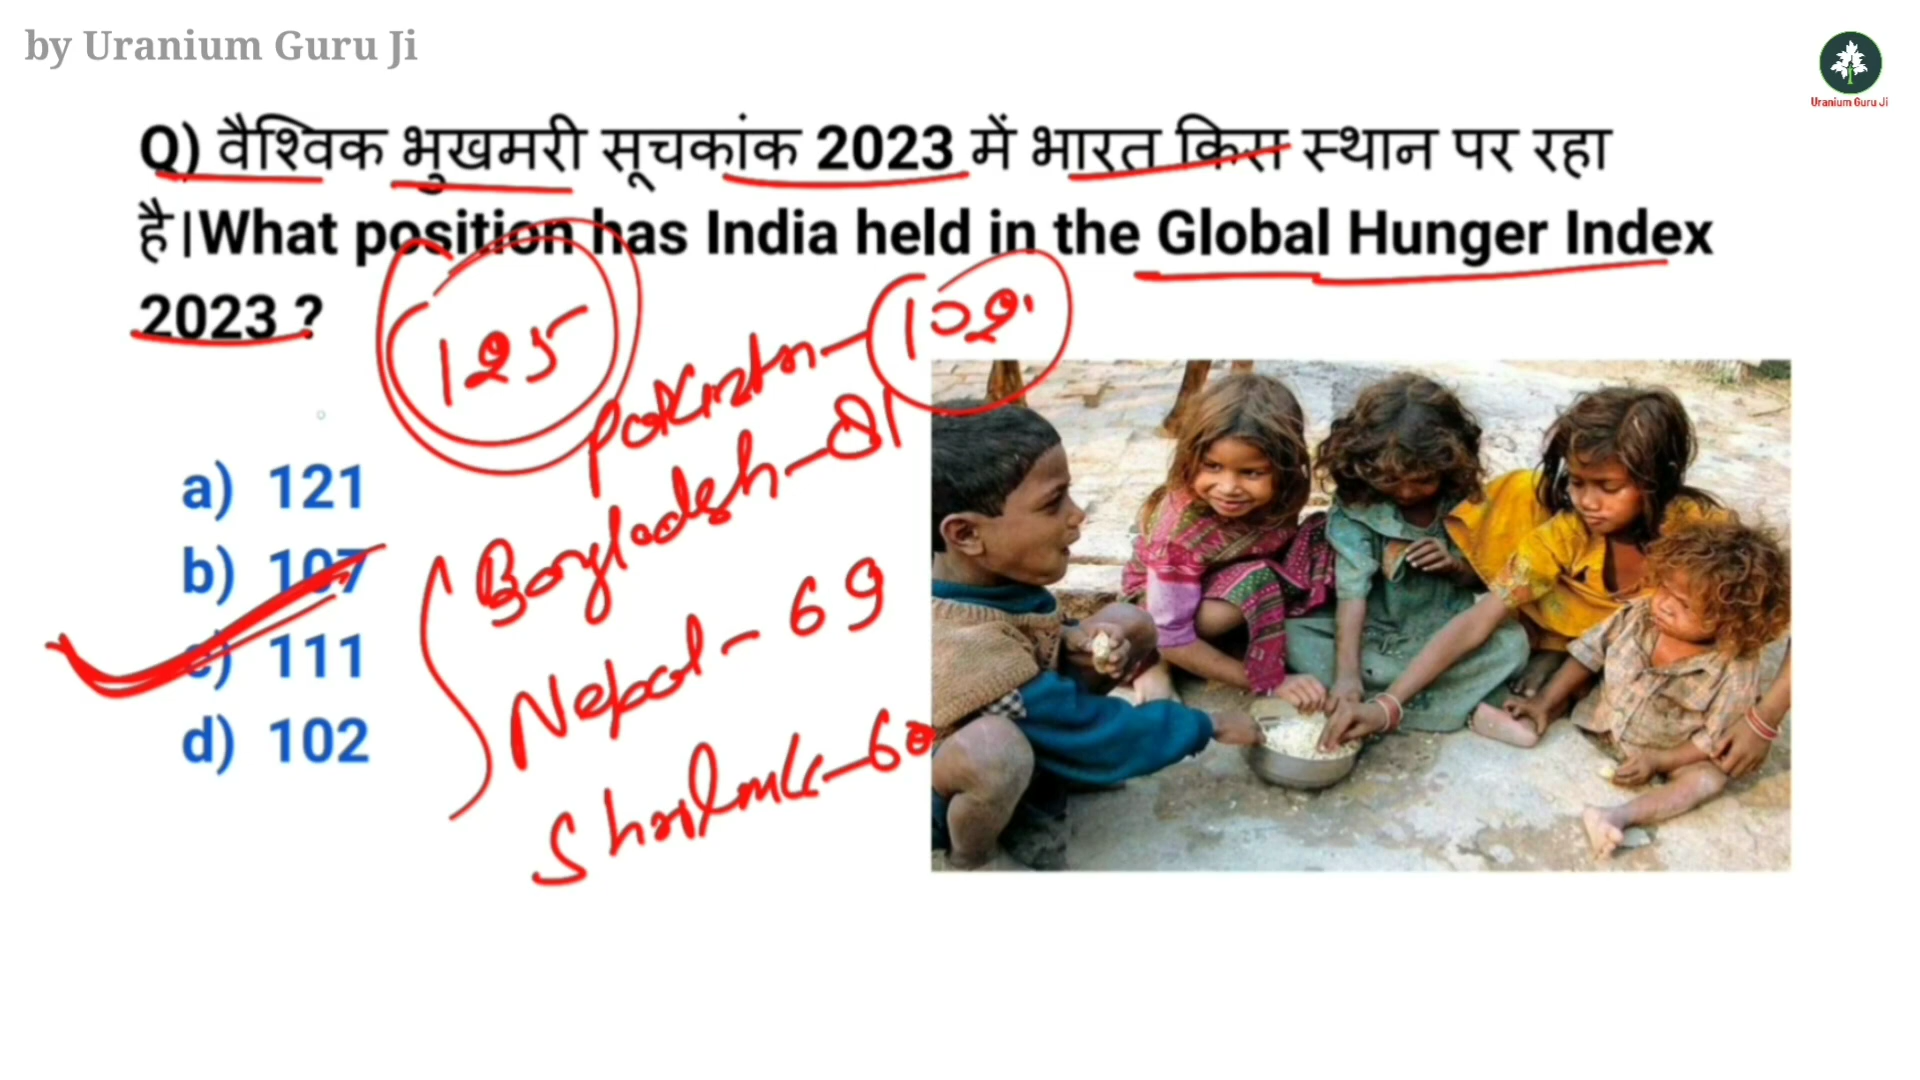 by Uranium Guru Ji
Uranium Guru Ji
Q) वैश्विक भुखमरी सूचकांक 2023 में भारत किस स्थान पर रहा
है।What position has India held in the Global Hunger Index
2023 ?
125
Pakistan - 102
Bangladesh - 81
a) 121
b) 107
c) 111
d) 102
Nepal - 69
60